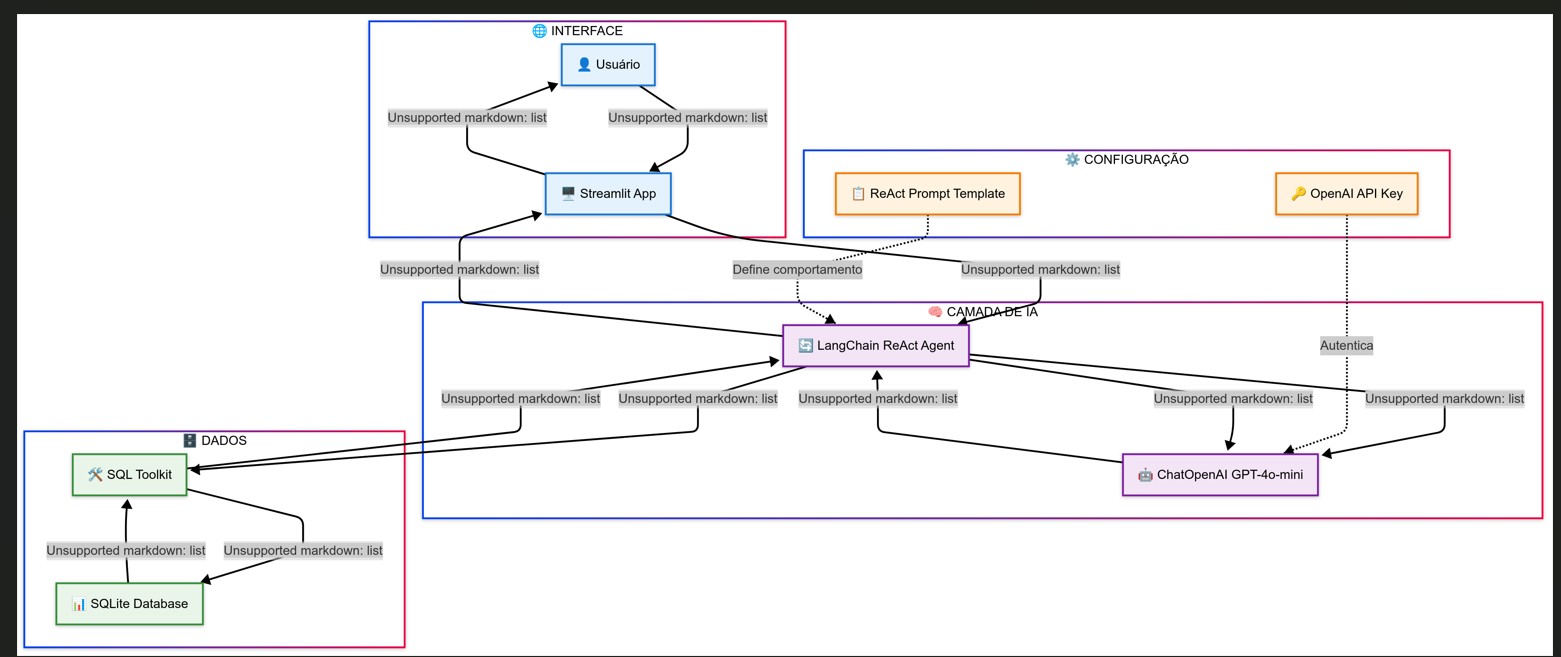 🌐 INTERFACE
👤 Usuário
Unsupported markdown: list
Unsupported markdown: list
🖥️ Streamlit App
⚙️ CONFIGURAÇÃO
📋 ReAct Prompt Template
🔑 OpenAI API Key
Unsupported markdown: list
Define comportamento
Unsupported markdown: list
🧠 CAMADA DE IA
🔄 LangChain ReAct Agent
Autentica
Unsupported markdown: list
Unsupported markdown: list
Unsupported markdown: list
Unsupported markdown: list
Unsupported markdown: list
🗄️ DADOS
🛠️ SQL Toolkit
🤖 ChatOpenAI GPT-4o-mini
Unsupported markdown: list
Unsupported markdown: list
📊 SQLite Database